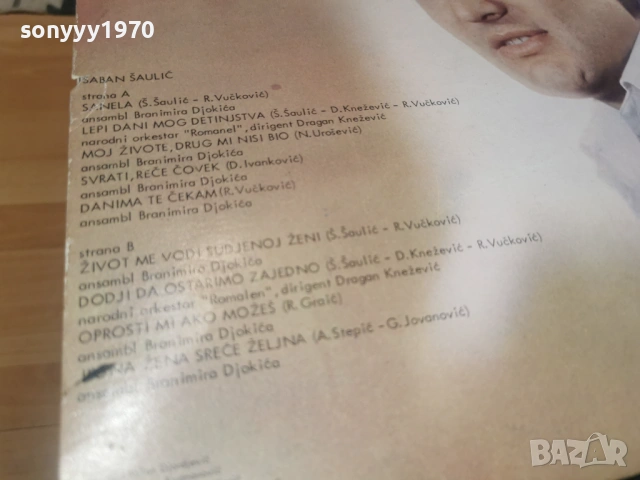 sonyyy1970
ŠABAN ŠAULIĆ
strana A
SANELA (Š. Šaulić - R. Vučković)
ansambl Branimira Djokića
LEPI DANI MOG DETINJSTVA (Š. Šaulić - D. Knežević - R. Vučković)
narodni orkestar "Romanel", dirigent Dragan Knežević
MOJ ŽIVOTE, DRUG MI NISI BIO (N. Urošević)
ansambl Branimira Djokića
SVRATI, REČE ČOVEK (D. Ivanković)
ansambl Branimira Djokića
DANIMA TE ČEKAM (R. Vučković)
ansambl Branimira Djokića
strana B
ŽIVOT ME VODI SUDJENOJ ŽENI (Š. Šaulić - R. Vučković)
ansambl Branimira Djokića
DODJI DA OSTARIMO ZAJEDNO (Š. Šaulić - D. Knežević - R. Vučković)
narodni orkestar "Romalen", dirigent Dragan Knežević
OPROSTI MI AKO MOŽEŠ (R. Graić)
ansambl Branimira Djokića
ŽENA SREĆE ŽELJNA (A. Stepić - G. Jovanović)
ansambl Branimira Djokića
BAZAR